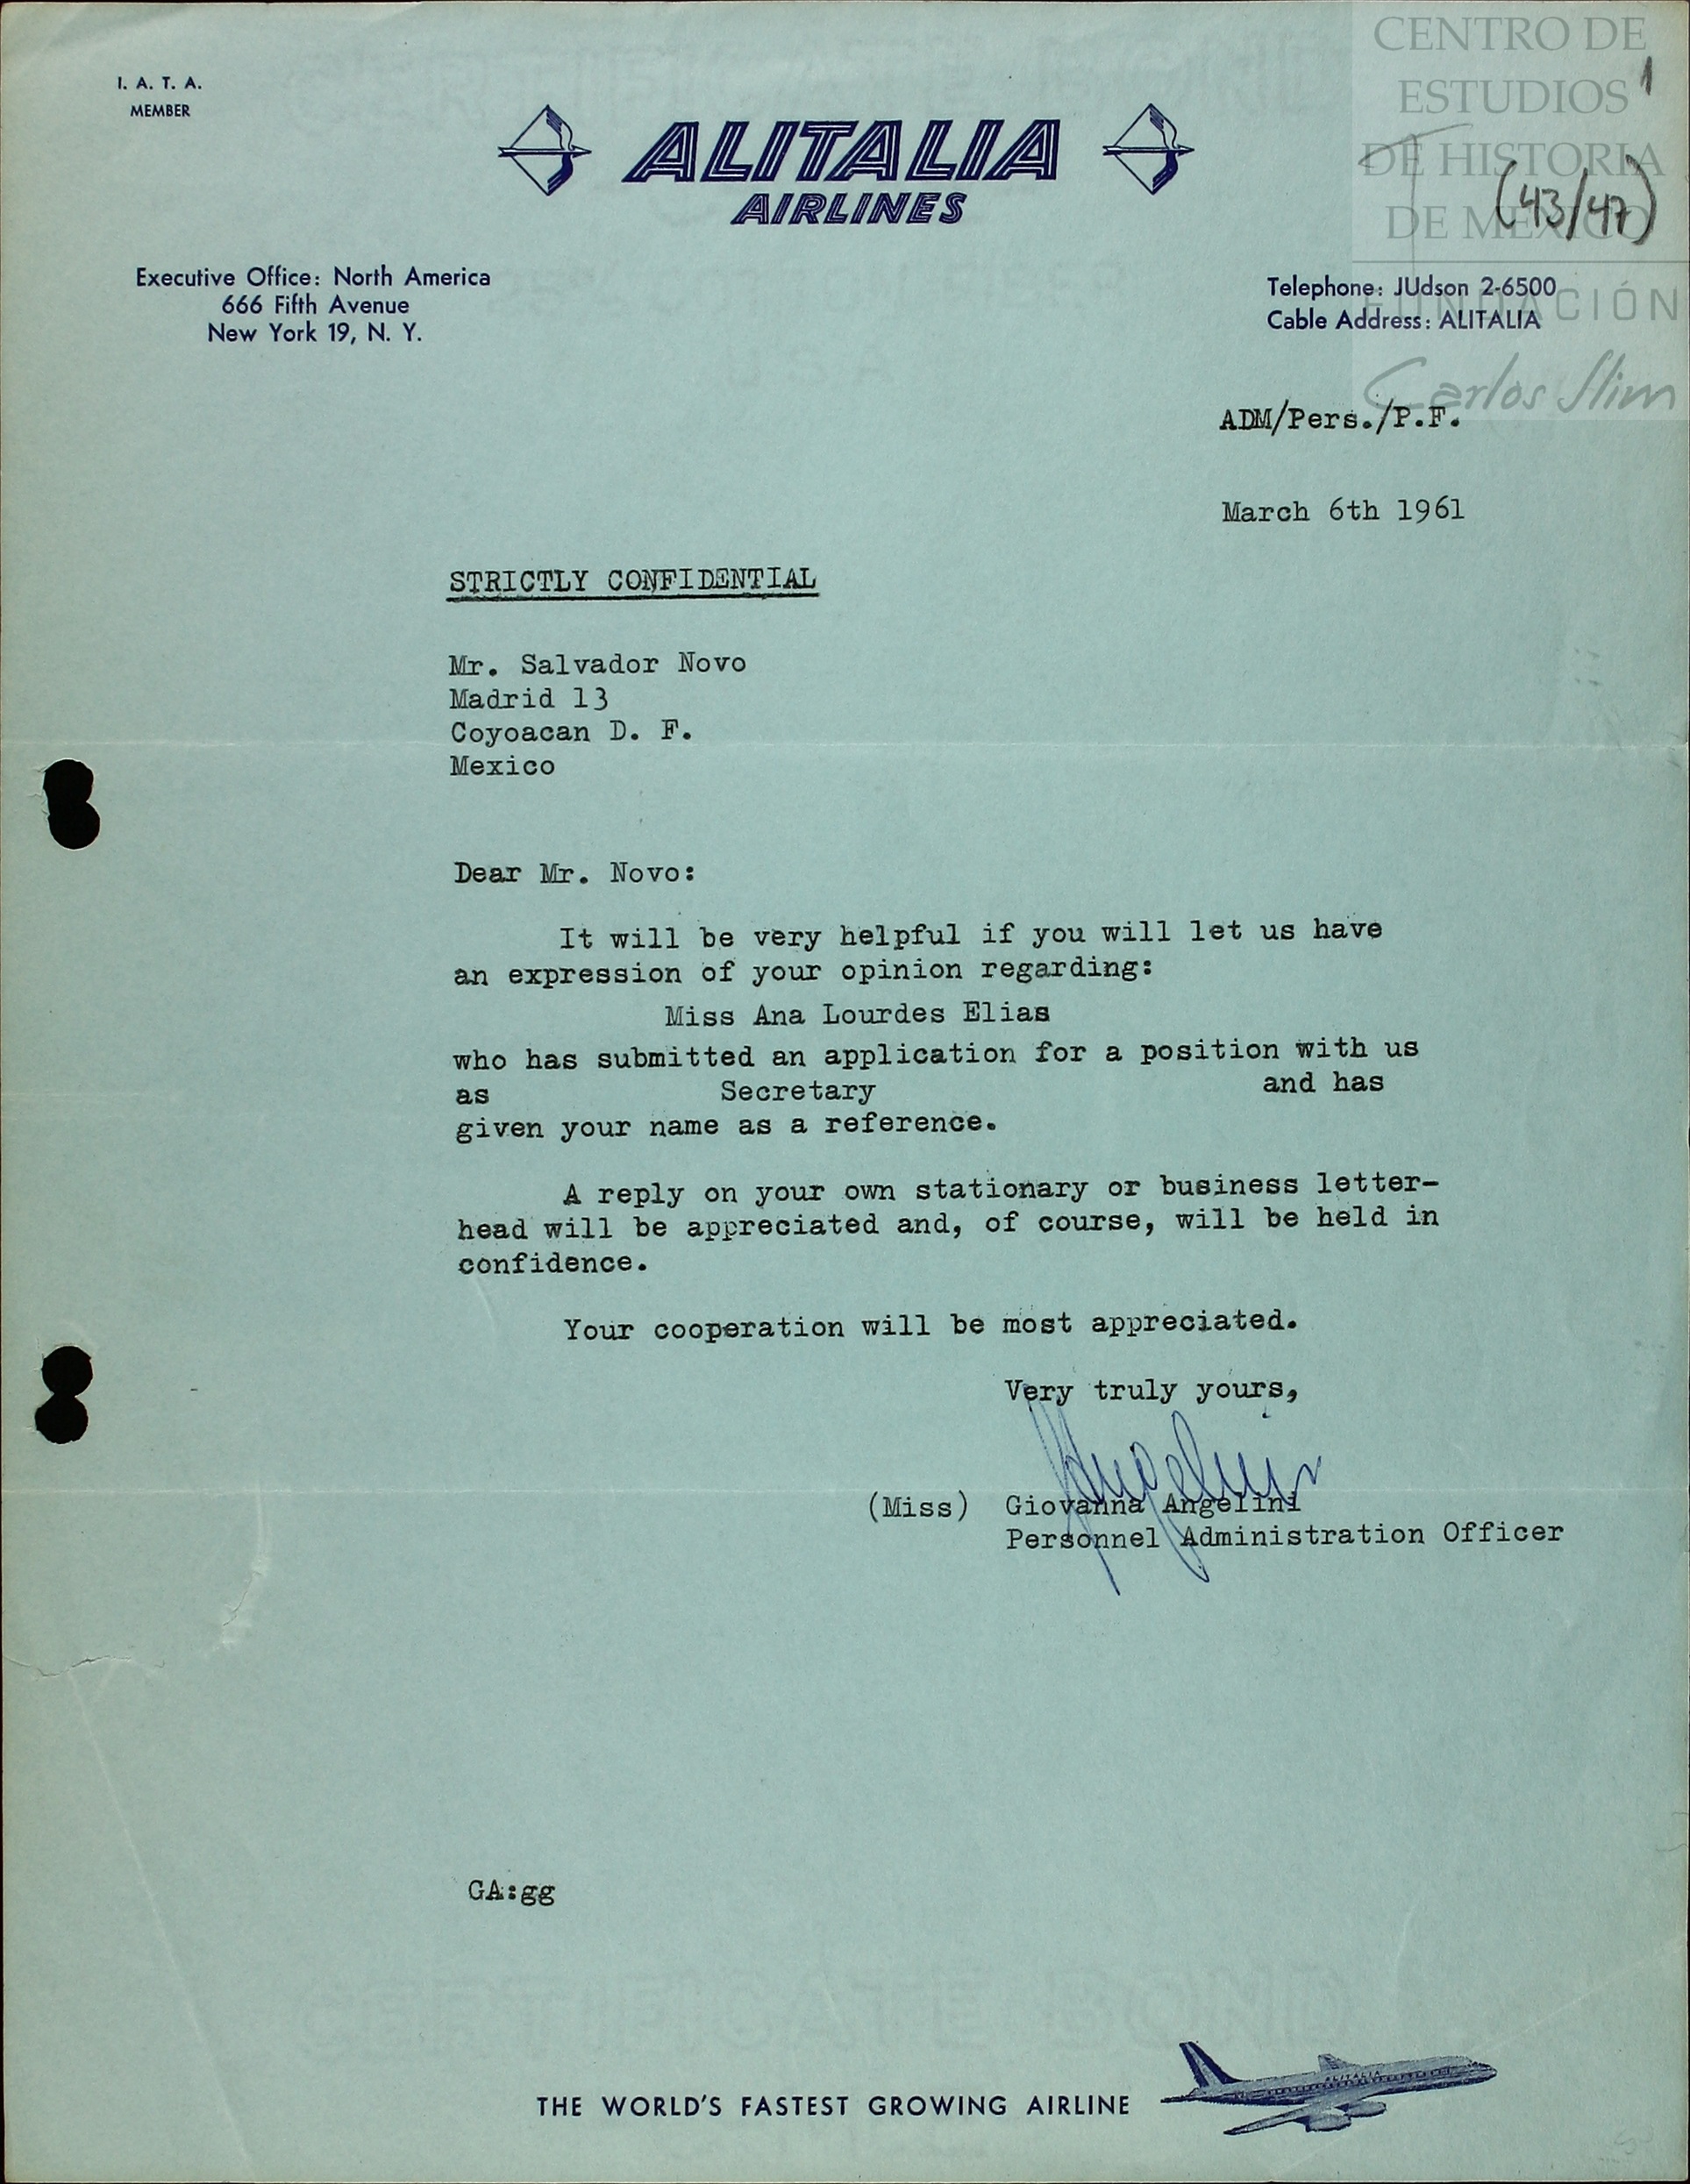 I. A. T. A.
MEMBER
ALITALIA
AIRLINES
Executive Office: North America
666 Fifth Avenue
New York 19, N. Y.
Telephone: JUdson 2-6500
Cable Address: ALITALIA
CENTRO DE
ESTUDIOS
DE HISTORIA
DE MÉXICO
FUNDACIÓN
Carlos Slim
1
(43/47)
ADM/Pers./P.F.
March 6th 1961
STRICTLY CONFIDENTIAL
Mr. Salvador Novo
Madrid 13
Coyoacan D. F.
Mexico
Dear Mr. Novo:
It will be very helpful if you will let us have
an expression of your opinion regarding:
Miss Ana Lourdes Elias
who has submitted an application for a position with us
as Secretary and has
given your name as a reference.
A reply on your own stationary or business letter-
head will be appreciated and, of course, will be held in
confidence.
Your cooperation will be most appreciated.
Very truly yours,
Angelini
(Miss) Giovanna Angelini
Personnel Administration Officer
GA:gg
THE WORLD'S FASTEST GROWING AIRLINE
ALITALIA